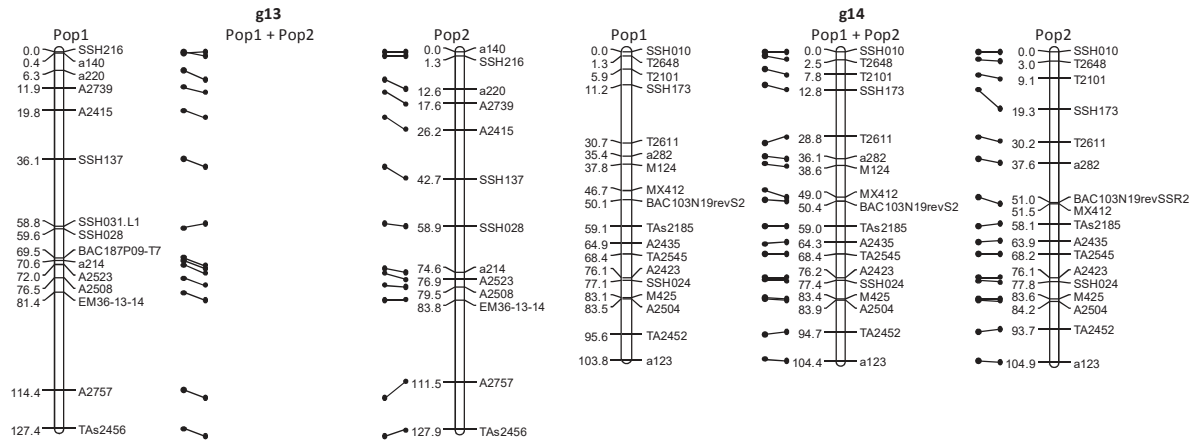 g13
Pop1
Pop1 + Pop2
Pop2
0.0 SSH216
0.4 a140
6.3 a220
11.9 A2739
19.8 A2415
36.1 SSH137
58.8 SSH031.L1
59.6 SSH028
69.5 BAC187P09-T7
70.6 a214
72.0 A2523
76.5 A2508
81.4 EM36-13-14
114.4 A2757
127.4 TAs2456
0.0 a140
1.3 SSH216
12.6 a220
17.6 A2739
26.2 A2415
42.7 SSH137
58.9 SSH028
74.6 a214
76.9 A2523
79.5 A2508
83.8 EM36-13-14
111.5 A2757
127.9 TAs2456
g14
Pop1
Pop1 + Pop2
Pop2
0.0 SSH010
1.3 T2648
5.9 T2101
11.2 SSH173
30.7 T2611
35.4 a282
37.8 M124
46.7 MX412
50.1 BAC103N19revS2
59.1 TAs2185
64.9 A2435
68.4 TA2545
76.1 A2423
77.1 SSH024
83.1 M425
83.5 A2504
95.6 TA2452
103.8 a123
0.0 SSH010
2.5 T2648
7.8 T2101
12.8 SSH173
28.8 T2611
36.1 a282
38.6 M124
49.0 MX412
50.4 BAC103N19revS2
59.0 TAs2185
64.3 A2435
68.4 TA2545
76.2 A2423
77.4 SSH024
83.4 M425
83.9 A2504
94.7 TA2452
104.4 a123
0.0 SSH010
3.0 T2648
9.1 T2101
19.3 SSH173
30.2 T2611
37.6 a282
51.0 BAC103N19revSSR2
51.5 MX412
58.1 TAs2185
63.9 A2435
68.2 TA2545
76.1 A2423
77.8 SSH024
83.6 M425
84.2 A2504
93.7 TA2452
104.9 a123